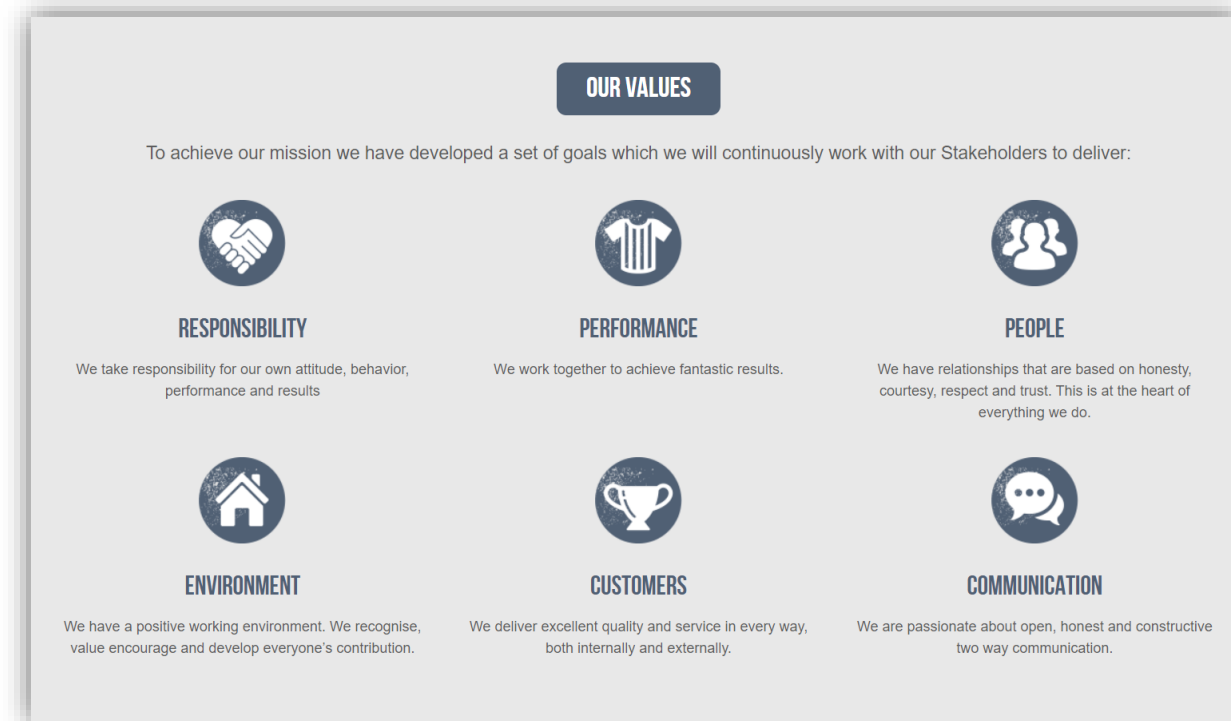 OUR VALUES
To achieve our mission we have developed a set of goals which we will continuously work with our Stakeholders to deliver:
RESPONSIBILITY
We take responsibility for our own attitude, behavior,
performance and results
PERFORMANCE
We work together to achieve fantastic results.
PEOPLE
We have relationships that are based on honesty,
courtesy, respect and trust. This is at the heart of
everything we do.
ENVIRONMENT
We have a positive working environment. We recognise,
value encourage and develop everyone’s contribution.
CUSTOMERS
We deliver excellent quality and service in every way,
both internally and externally.
COMMUNICATION
We are passionate about open, honest and constructive
two way communication.